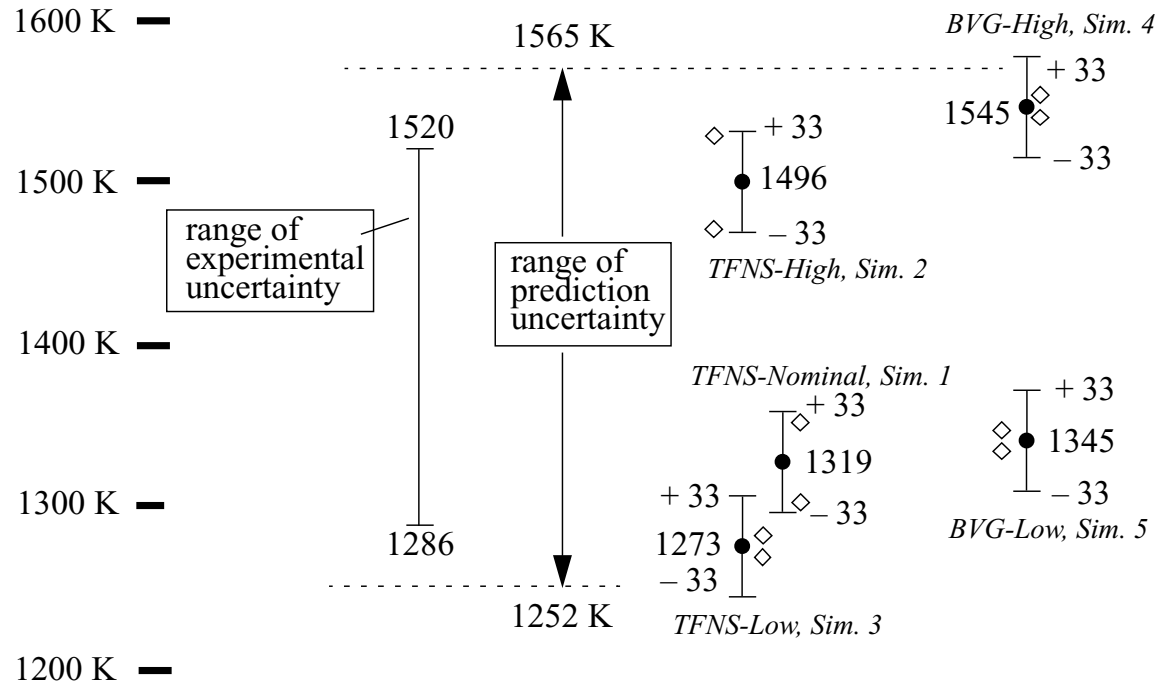 1600 K
BVG-High, Sim. 4
1565 K
+ 33
1545
– 33
1520
+ 33
1496
– 33
TFNS-High, Sim. 2
1500 K
range of
experimental
uncertainty
range of
prediction
uncertainty
1400 K
TFNS-Nominal, Sim. 1
+ 33
1319
– 33
+ 33
1345
– 33
BVG-Low, Sim. 5
1300 K
+ 33
1273
– 33
TFNS-Low, Sim. 3
1286
1252 K
1200 K